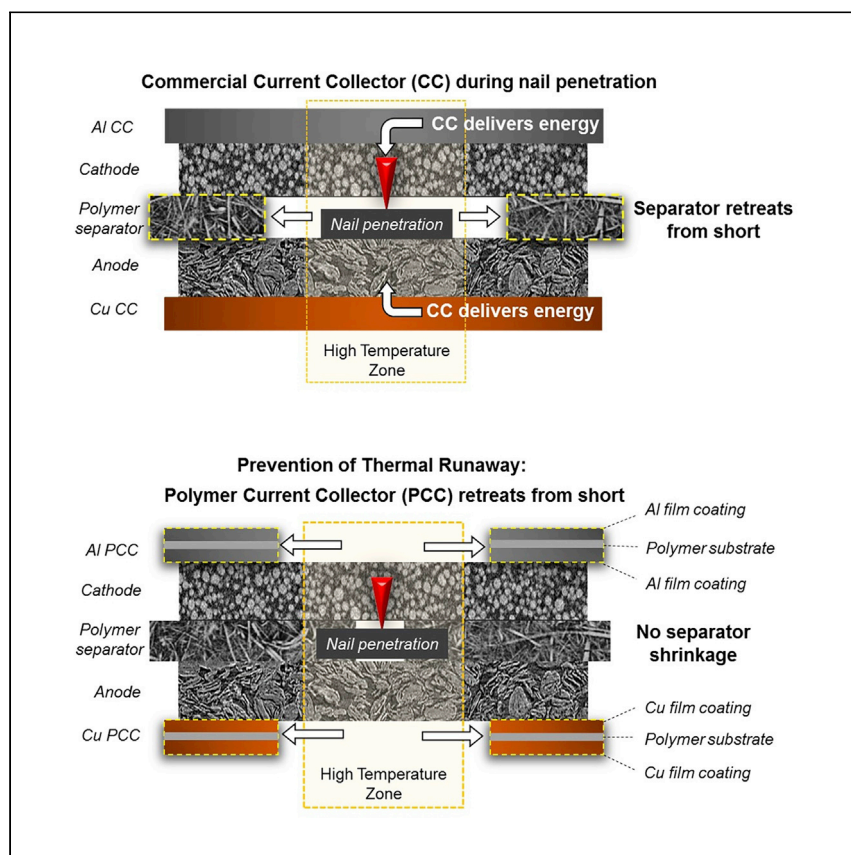 Commercial Current Collector (CC) during nail penetration
Al CC
CC delivers energy
Cathode
Polymer
separator
Nail penetration
Separator retreats
from short
Anode
Cu CC
CC delivers energy
High Temperature
Zone
Prevention of Thermal Runaway:
Polymer Current Collector (PCC) retreats from short
Al film coating
Al PCC
Polymer substrate
Al film coating
Cathode
Polymer
separator
Nail penetration
No separator
shrinkage
Anode
Cu film coating
Cu PCC
Polymer substrate
Cu film coating
High Temperature
Zone